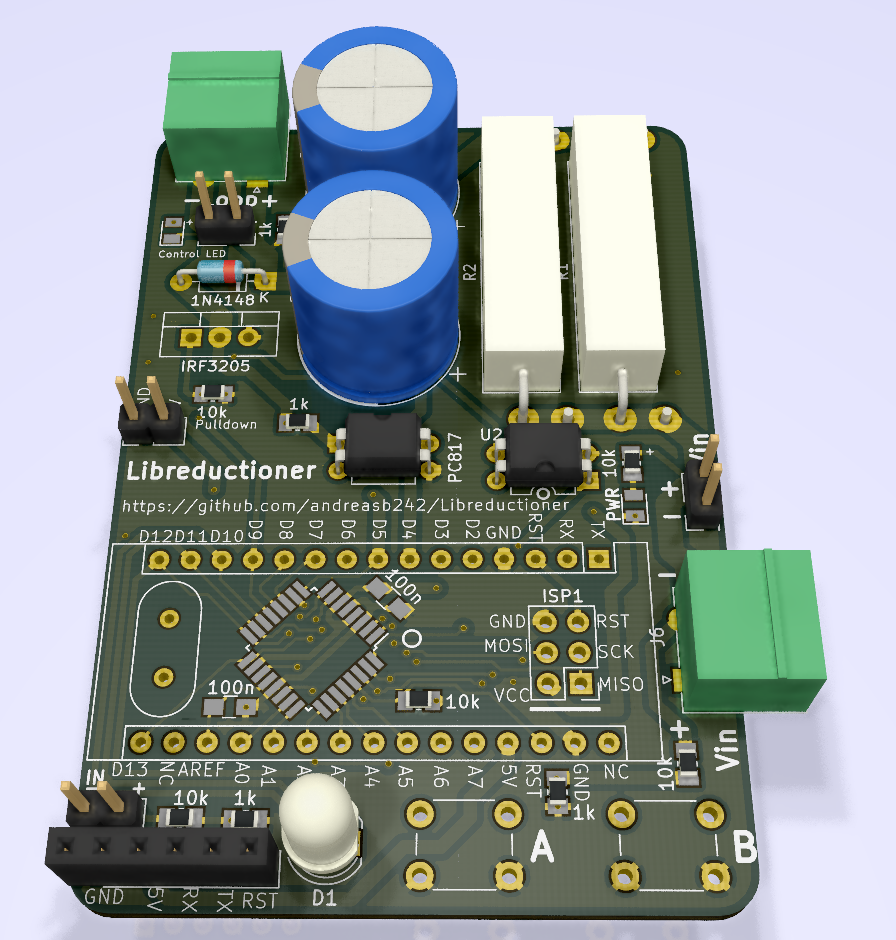 - LOOP +
1k
Control LED
1N4148 K
IRF3205
R2
R1
10k
Pulldown
1k
PC817
U2
10k
+
PWR
Libreductioner
https://github.com/andreasb242/Libreductioner
D12 D11 D10 D9 D8 D7 D6 D5 D4 D3 D2 GND RST RX TX
100n
ISP1
GND RST
MOSI SCK
VCC MISO
J6
100n
10k
D13 NC AREF A0 A1 A4 A5 A6 A7 5V RST GND NC
+
Vin
10k
IN
+
10k
1k
1k
A
B
GND 5V RX TX RST
D1